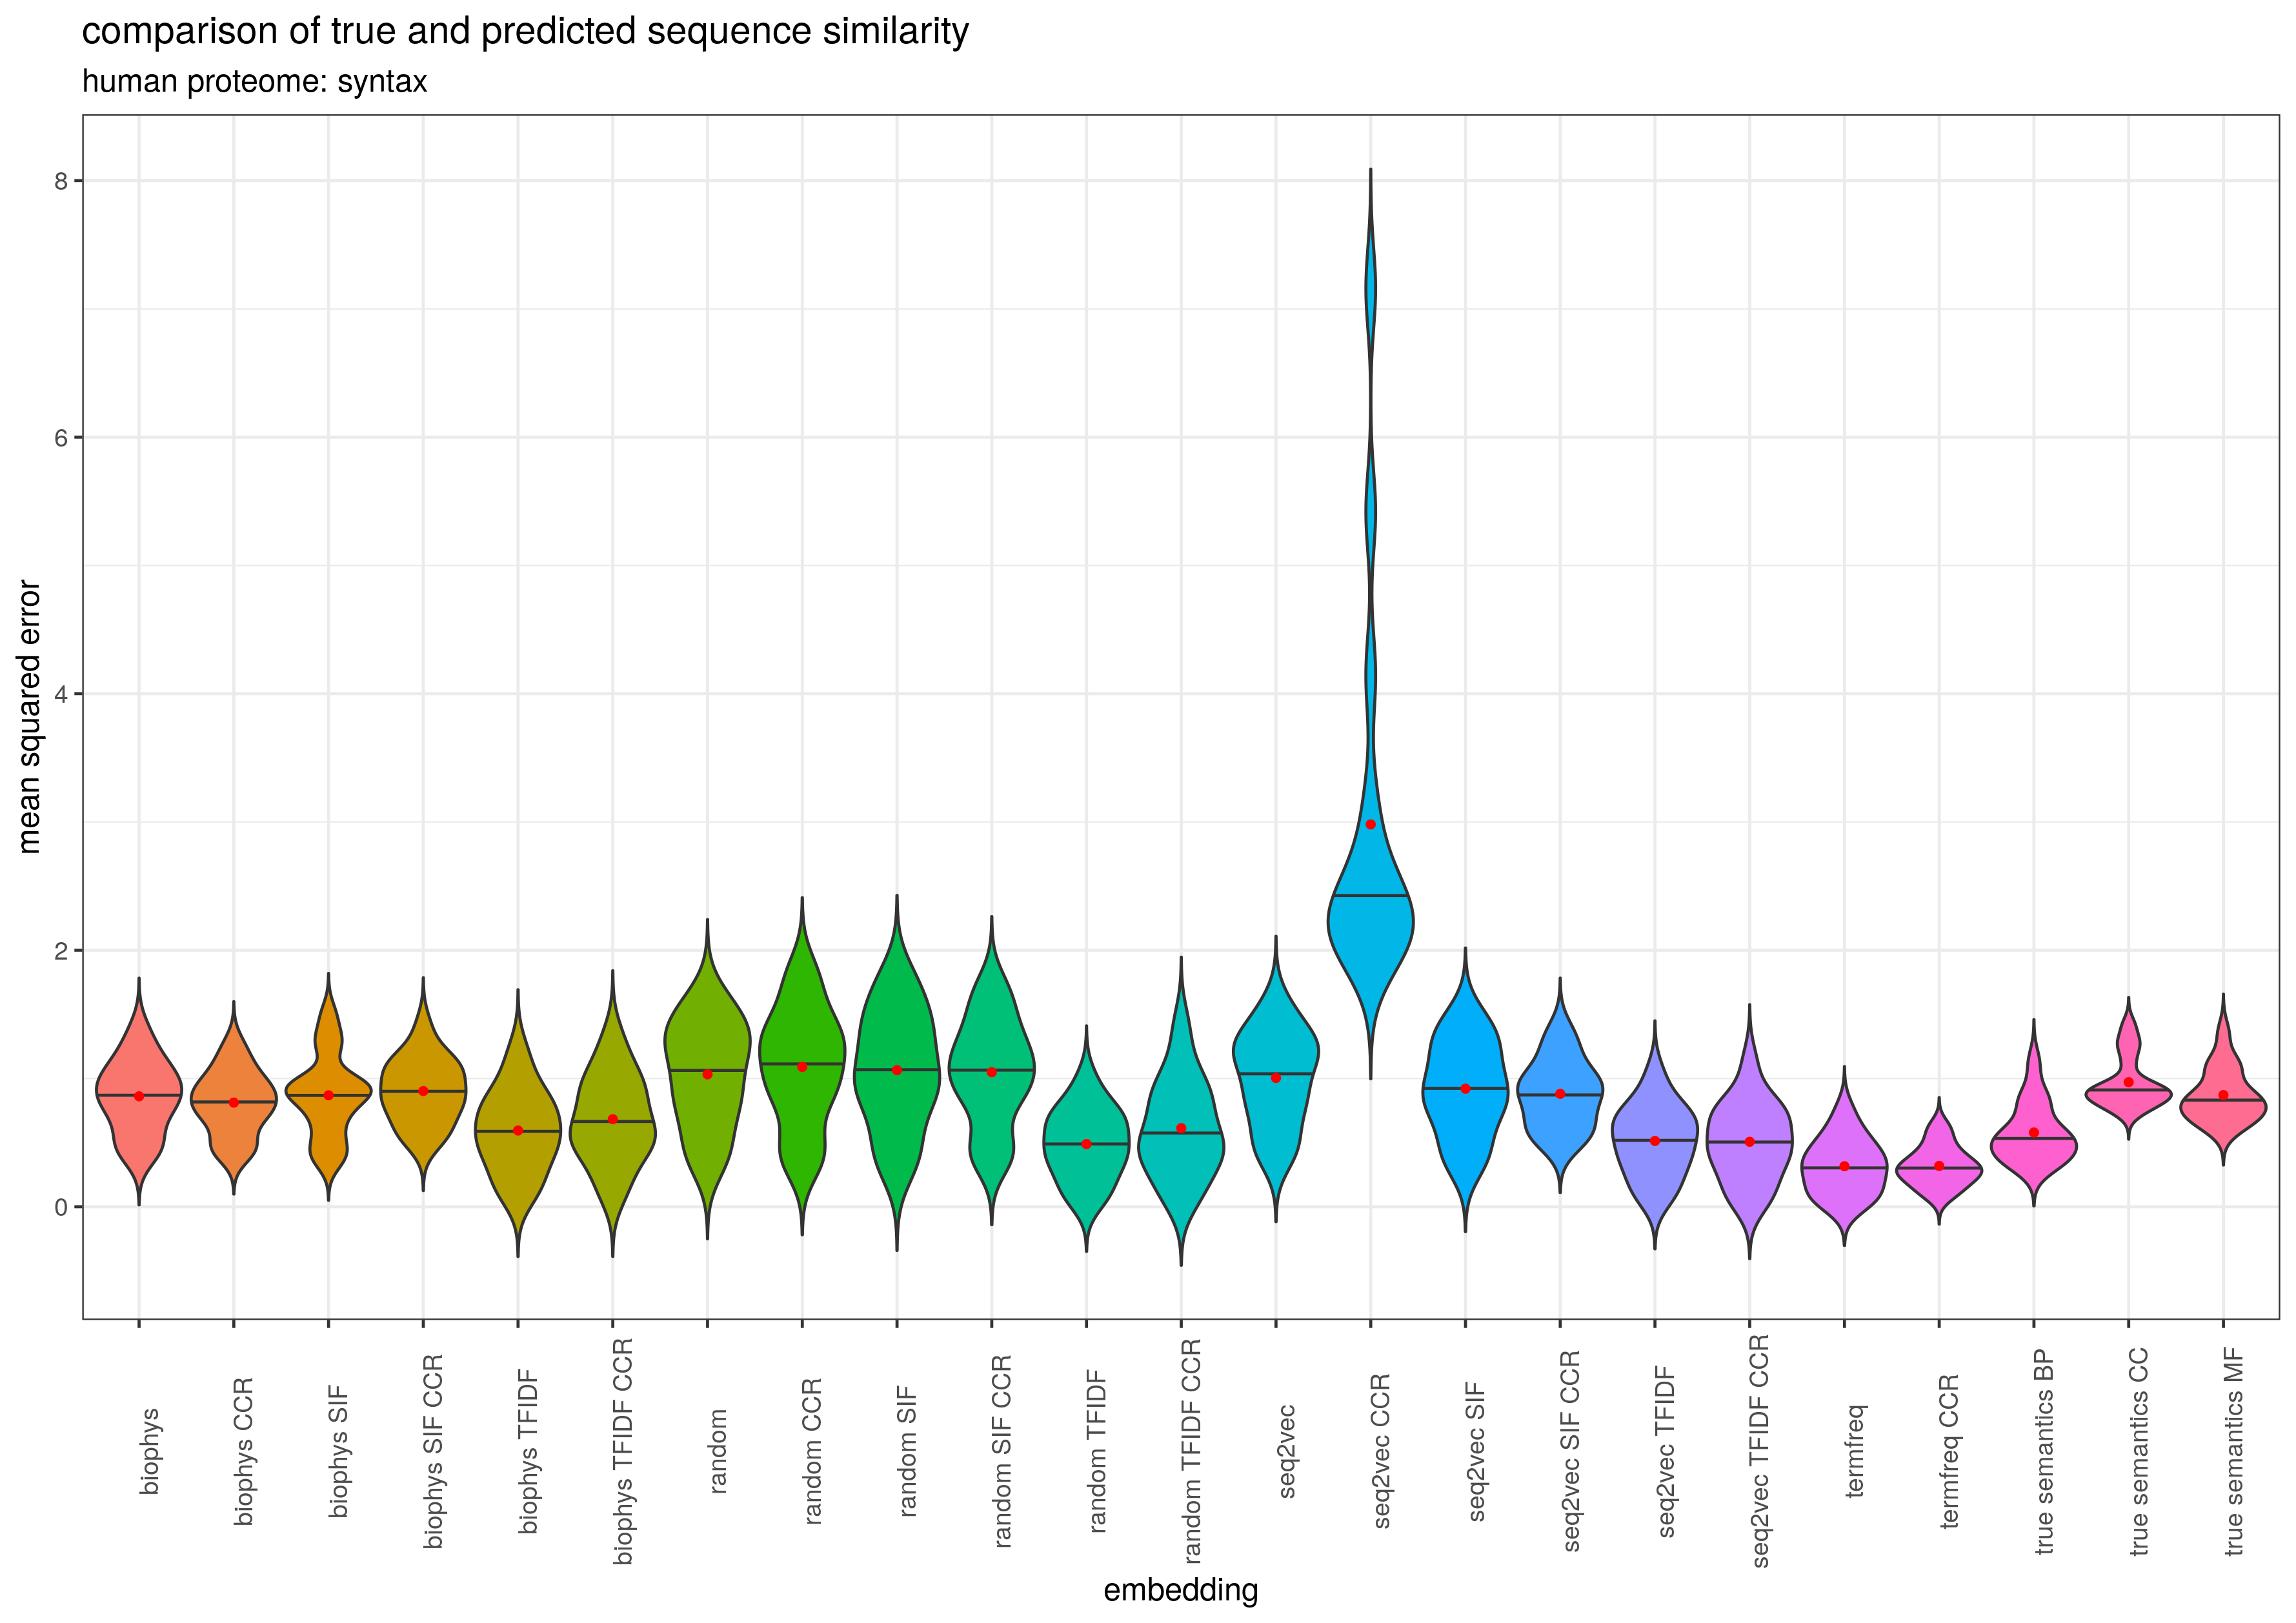 comparison of true and predicted sequence similarity
human proteome: syntax
mean squared error
8
6
4
2
0
biophys
biophys CCR
biophys SIF
biophys SIF CCR
biophys TFIDF
biophys TFIDF CCR
random
random CCR
random SIF
random SIF CCR
random TFIDF
random TFIDF CCR
seq2vec
seq2vec CCR
seq2vec SIF
seq2vec SIF CCR
seq2vec TFIDF
seq2vec TFIDF CCR
termfreq
termfreq CCR
true semantics BP
true semantics CC
true semantics MF
embedding